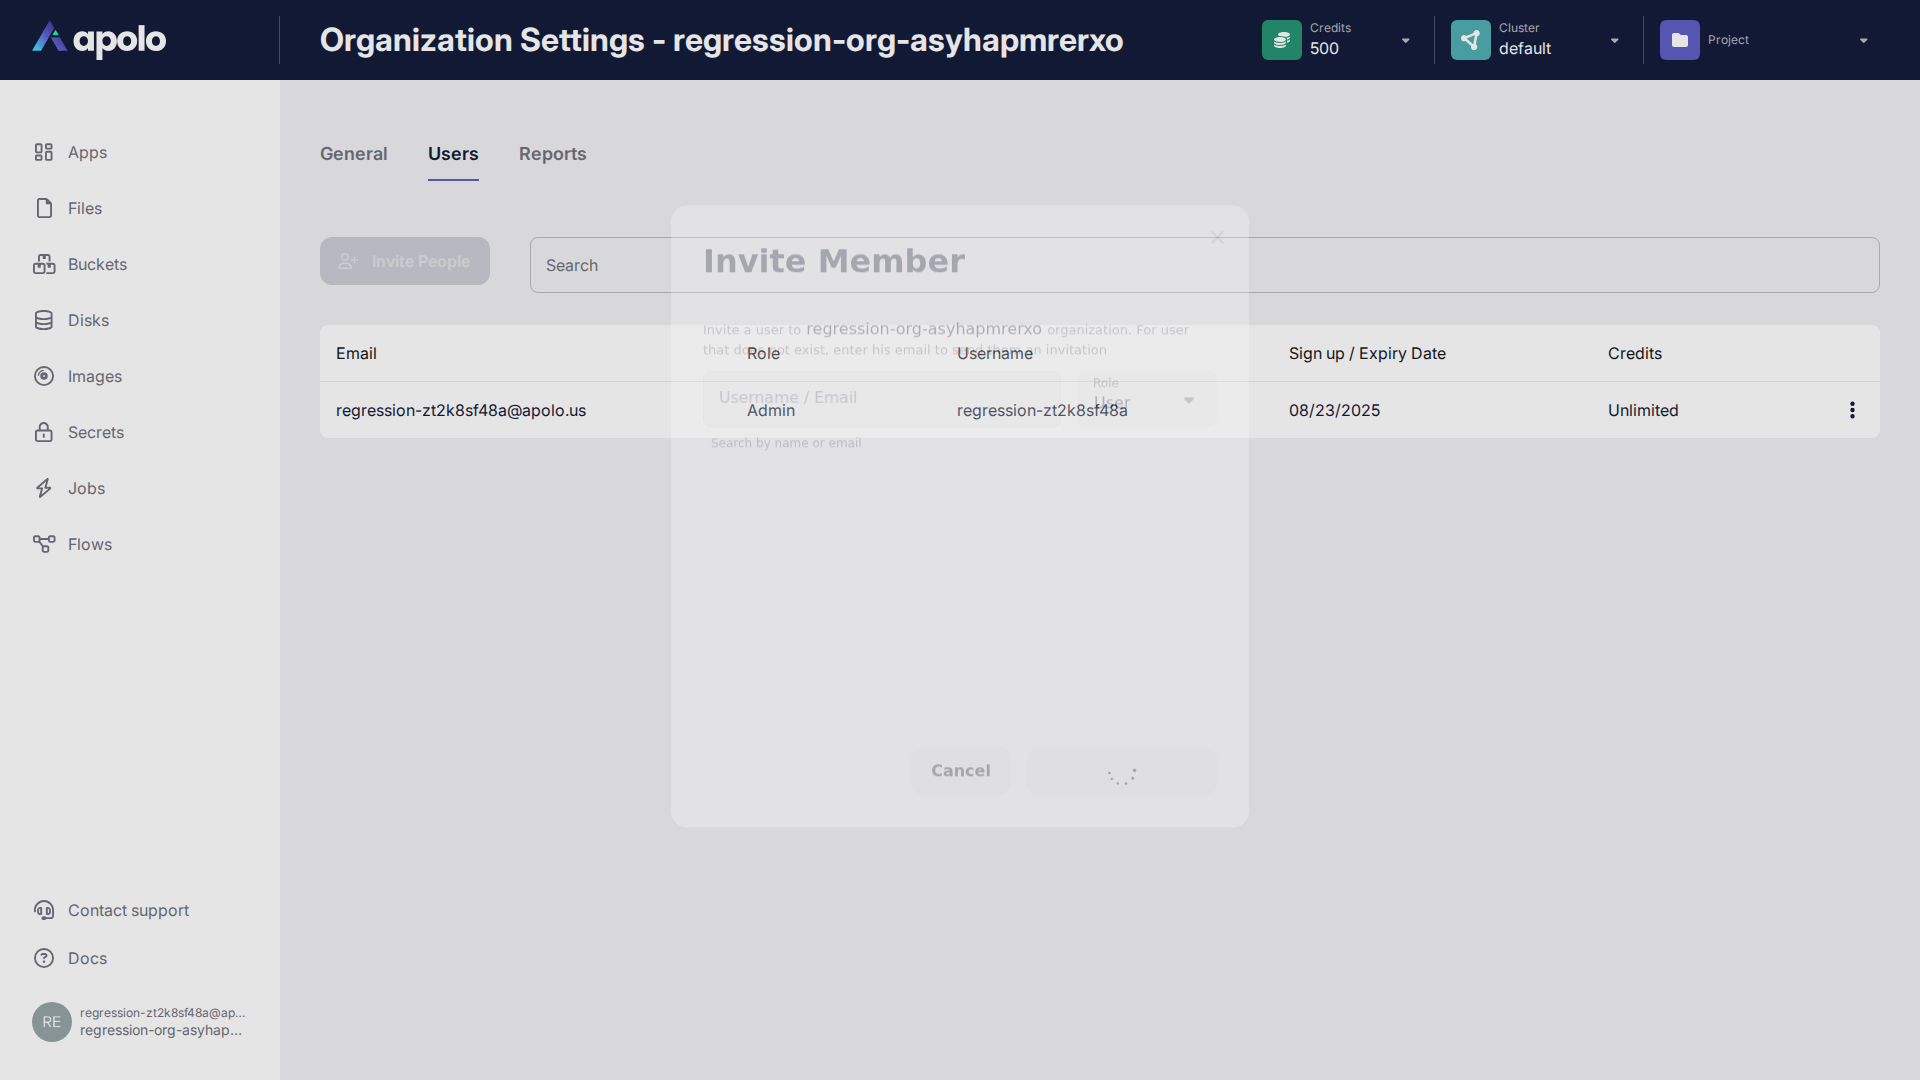 apolo
Organization Settings - regression-org-asyhapmrerxo
Credits
500
Cluster
default
Project
Apps
Files
Buckets
Disks
Images
Secrets
Jobs
Flows
Contact support
Docs
RE
regression-zt2k8sf48a@ap...
regression-org-asyhap...
General
Users
Reports
Invite People
Search
Email
Role
Username
Sign up / Expiry Date
Credits
regression-zt2k8sf48a@apolo.us
Admin
regression-zt2k8sf48a
08/23/2025
Unlimited
Invite Member
Invite a user to regression-org-asyhapmrerxo organization. For user
that does not exist, enter his email to send them an invitation
Username / Email
Role
User
Search by name or email
Cancel